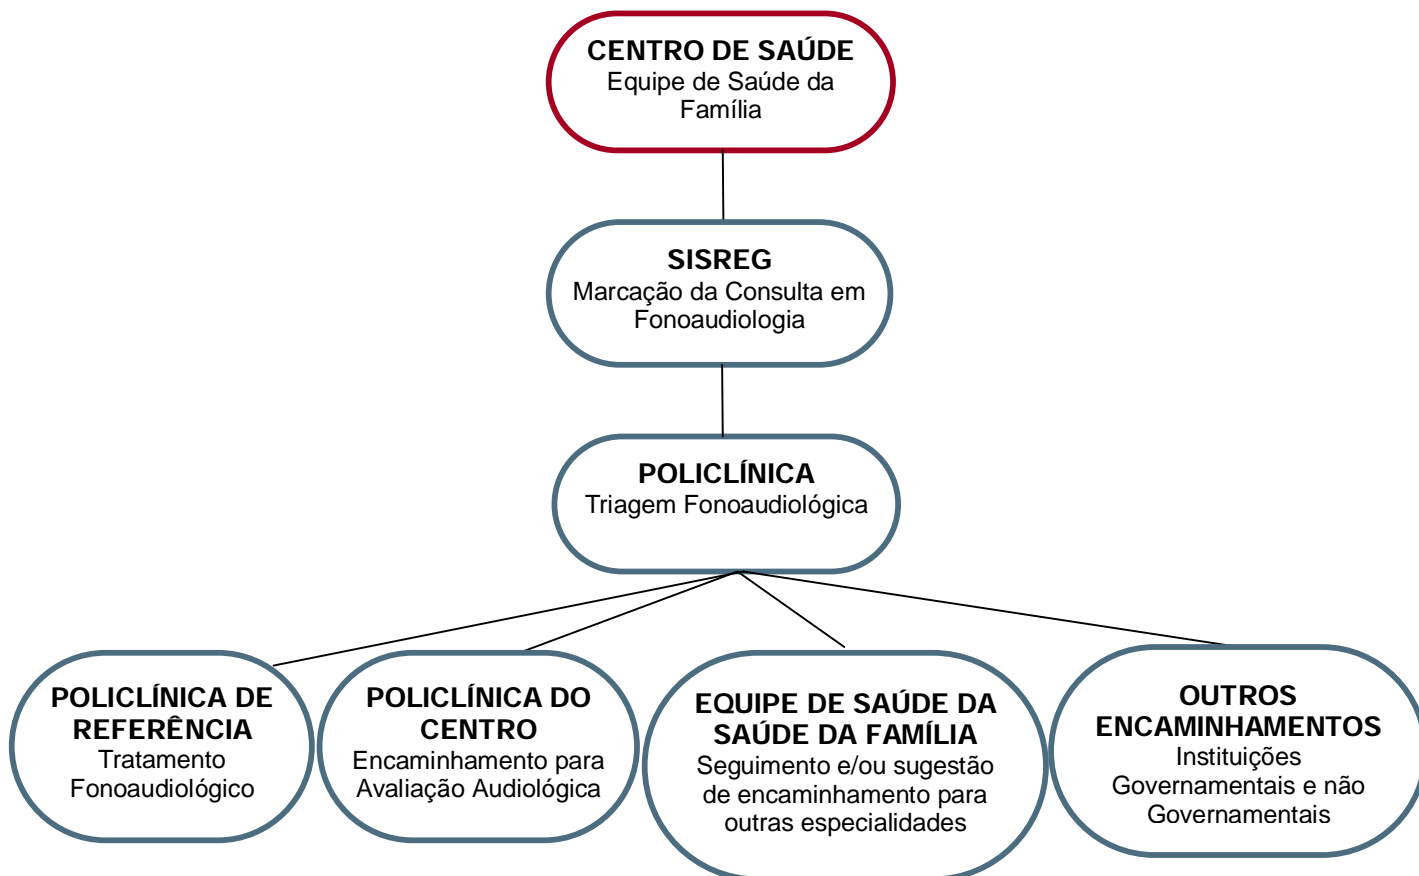 CENTRO DE SAÚDE
Equipe de Saúde da
Família
SISREG
Marcação da Consulta em
Fonoaudiologia
POLICLÍNICA
Triagem Fonoaudiológica
POLICLÍNICA DE
REFERÊNCIA
Tratamento
Fonoaudiológico
POLICLÍNICA DO
CENTRO
Encaminhamento para
Avaliação Audiológica
EQUIPE DE SAÚDE DA
SAÚDE DA FAMÍLIA
Seguimento e/ou sugestão
de encaminhamento para
outras especialidades
OUTROS
ENCAMINHAMENTOS
Instituições
Governamentais e não
Governamentais